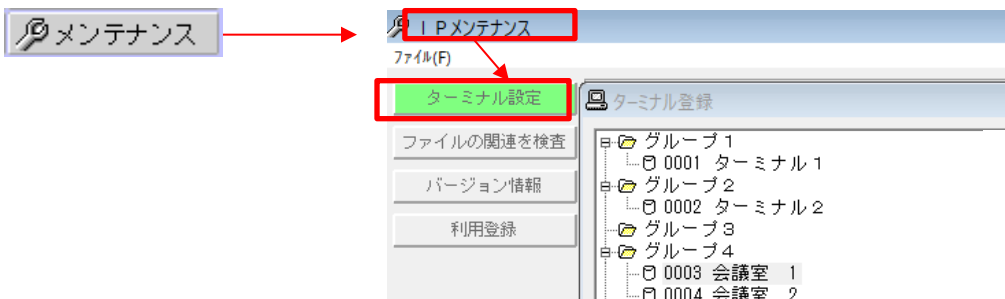 メンテナンス
ＩＰメンテナンス
ファイル(F)
ターミナル設定
ファイルの関連を検査
バージョン情報
利用登録
ターミナル登録
グループ１
0001 ターミナル１
グループ２
0002 ターミナル２
グループ３
グループ４
0003 会議室　1
0004 会議室　2